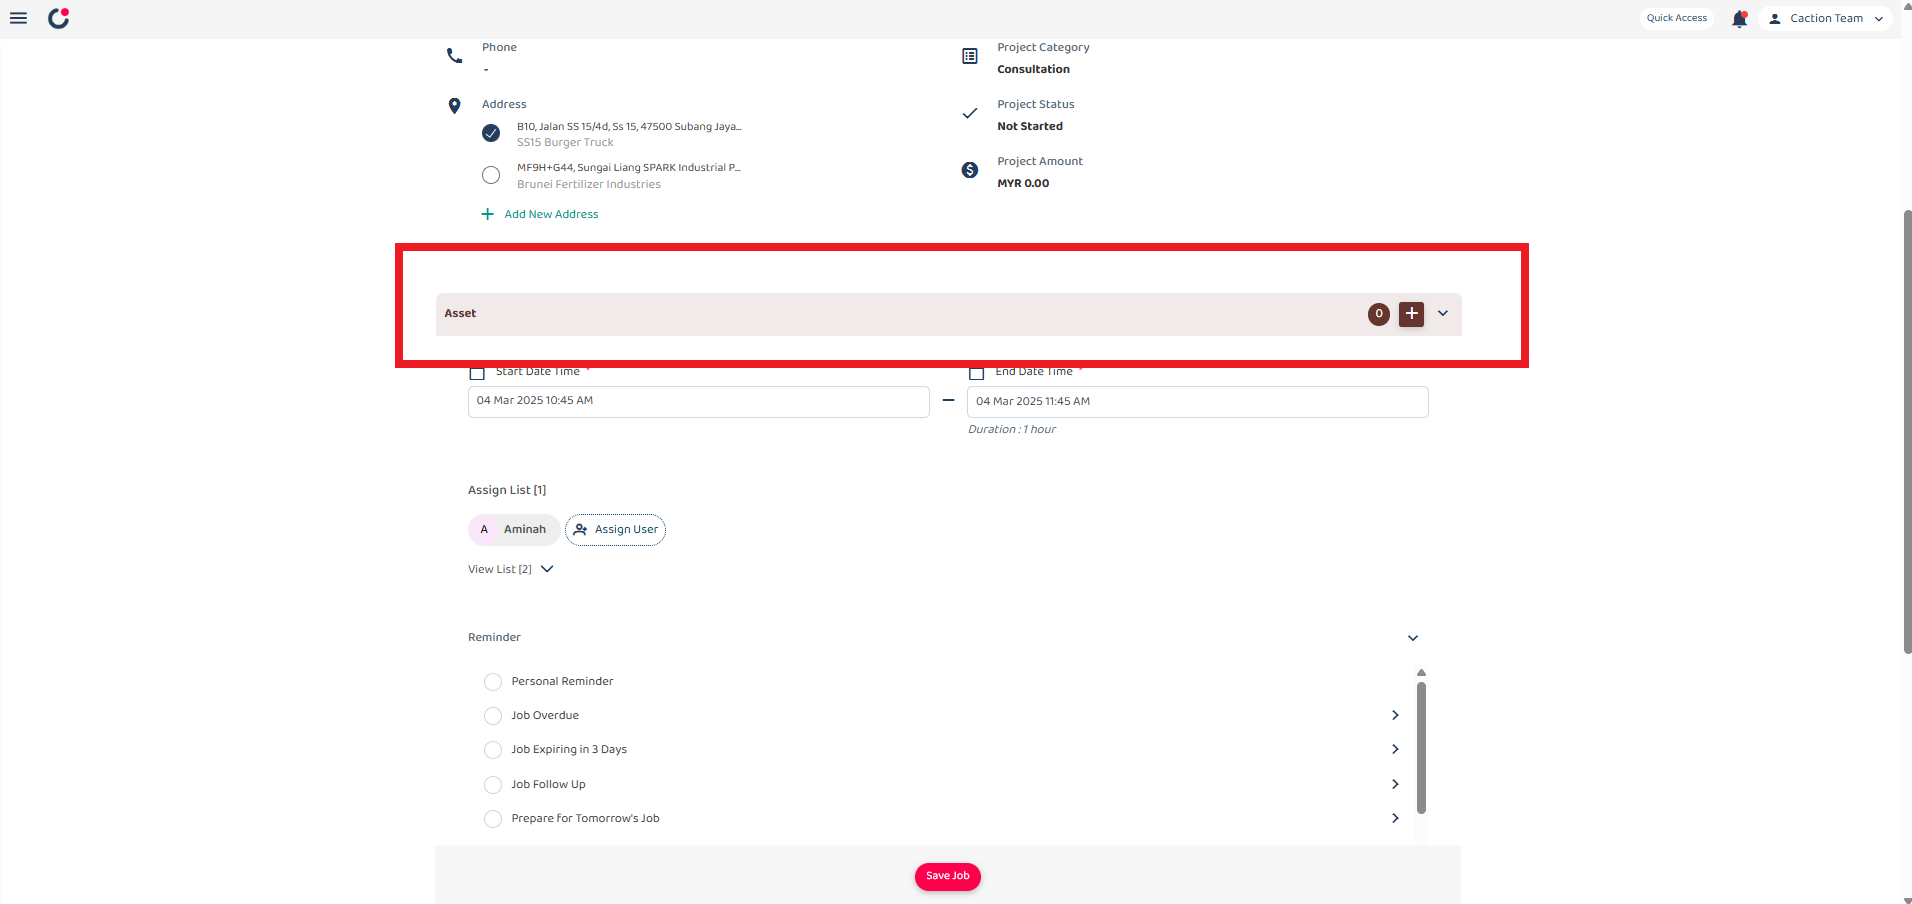 Quick Access
Caction Team
Phone
-
Project Category
Consultation
Address
B10, Jalan SS 15/4d, Ss 15, 47500 Subang Jaya...
SS15 Burger Truck
MF9H+G44, Sungai Liang SPARK Industrial P...
Brunei Fertilizer Industries
Add New Address
Project Status
Not Started
Project Amount
MYR 0.00
Asset
0
Start Date Time *
04 Mar 2025 10:45 AM
End Date Time *
04 Mar 2025 11:45 AM
Duration : 1 hour
Assign List [1]
A Aminah
Assign User
View List [2]
Reminder
Personal Reminder
Job Overdue
Job Expiring in 3 Days
Job Follow Up
Prepare for Tomorrow's Job
Save Job